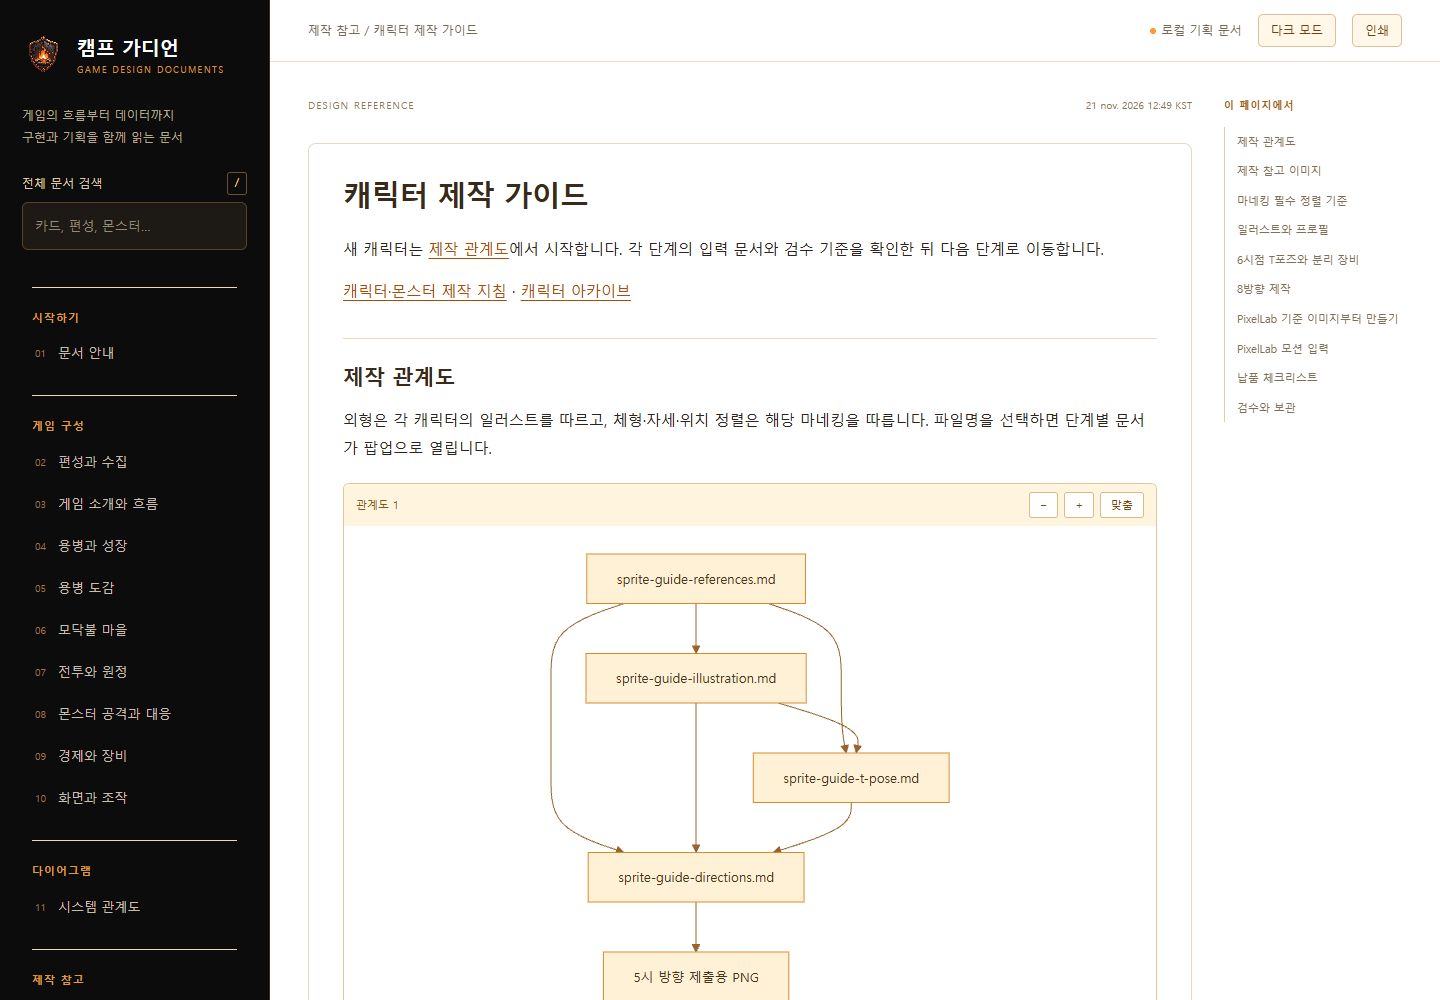 캠프 가디언
GAME DESIGN DOCUMENTS
게임의 흐름부터 데이터까지
구현과 기획을 함께 읽는 문서
전체 문서 검색
/
카드, 편성, 몬스터...
시작하기
01 문서 안내
게임 구성
02 편성과 수집
03 게임 소개와 흐름
04 용병과 성장
05 용병 도감
06 모닥불 마을
07 전투와 원정
08 몬스터 공격과 대응
09 경제와 장비
10 화면과 조작
다이어그램
11 시스템 관계도
제작 참고
제작 참고 / 캐릭터 제작 가이드
로컬 기획 문서
다크 모드
인쇄
DESIGN REFERENCE
21 nov. 2026 12:49 KST
캐릭터 제작 가이드
새 캐릭터는 제작 관계도에서 시작합니다. 각 단계의 입력 문서와 검수 기준을 확인한 뒤 다음 단계로 이동합니다.
캐릭터·몬스터 제작 지침 · 캐릭터 아카이브
제작 관계도
외형은 각 캐릭터의 일러스트를 따르고, 체형·자세·위치 정렬은 해당 마네킹을 따릅니다. 파일명을 선택하면 단계별 문서
가 팝업으로 열립니다.
관계도 1
−
+
맞춤
sprite-guide-references.md
sprite-guide-illustration.md
sprite-guide-t-pose.md
sprite-guide-directions.md
5시 방향 제출용 PNG
이 페이지에서
제작 관계도
제작 참고 이미지
마네킹 필수 정렬 기준
일러스트와 프로필
6시점 T포즈와 분리 장비
8방향 제작
PixelLab 기준 이미지부터 만들기
PixelLab 모션 입력
납품 체크리스트
검수와 보관